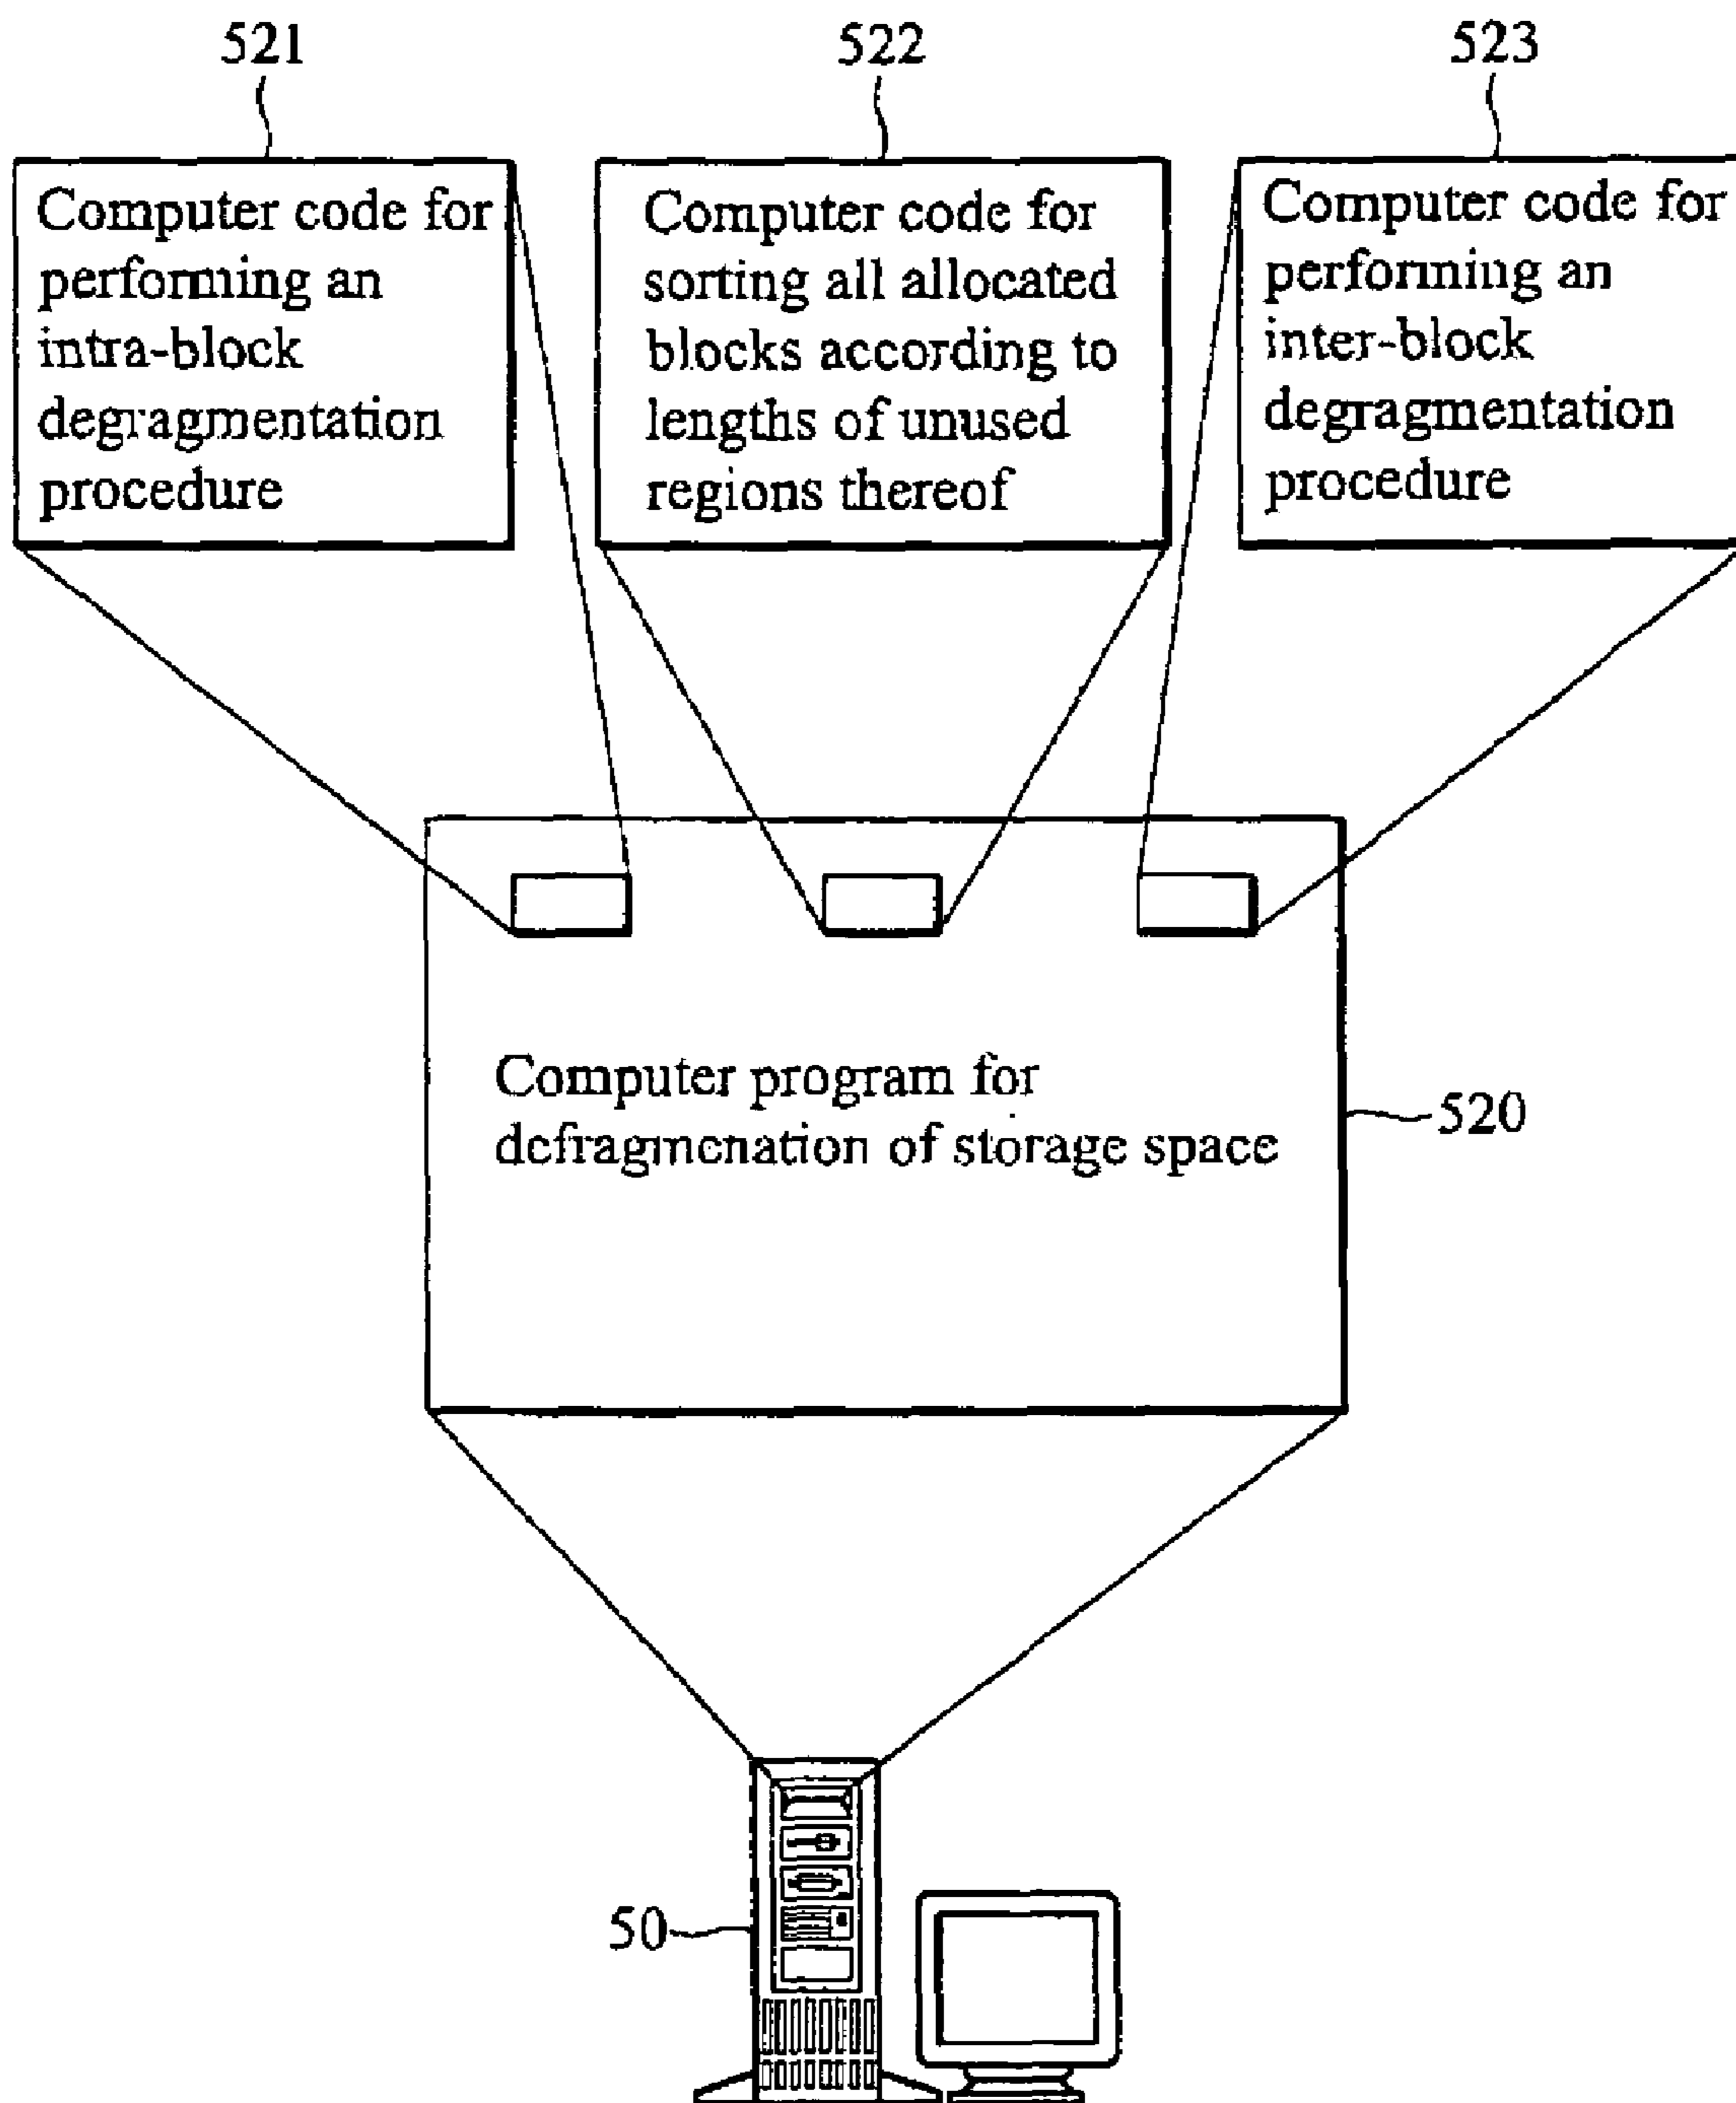 521
522
523
Computer code for
performing an
intra-block
degragmentation
procedure
Computer code for
sorting all allocated
blocks according to
lengths of unused
regions thereof
Computer code for
performing an
inter-block
degragmentation
procedure
Computer program for
defragmenation of storage space
520
50